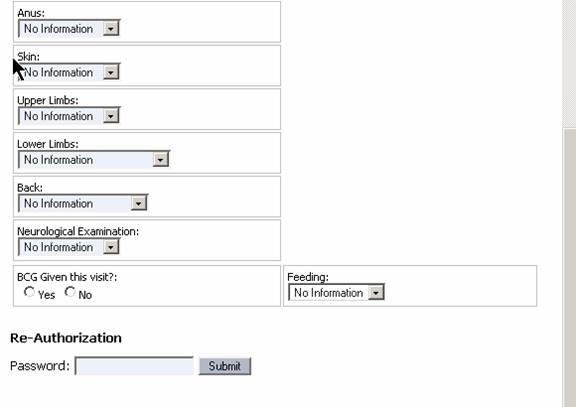 Anus:
No Information
Skin:
No Information
Upper Limbs:
No Information
Lower Limbs:
No Information
Back:
No Information
Neurological Examination:
No Information
BCG Given this visit?: Feeding:
Yes No No Information
Re-Authorization
Password: Submit